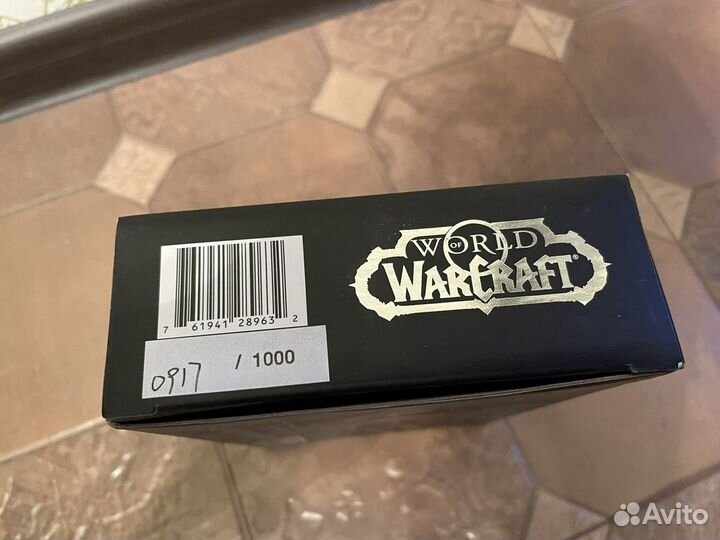 WORLD
OF
WARCRAFT®
7 61941 28963 2
0917 / 1000
Avito